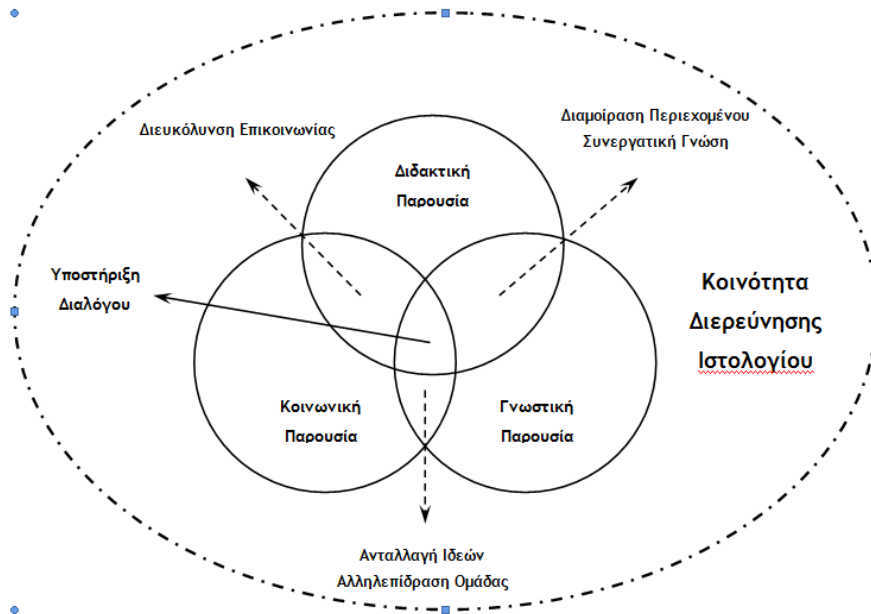 Διευκόλυνση Επικοινωνίας
Διαμοίραση Περιεχομένου
Συνεργατική Γνώση
Διδακτική
Παρουσία
Υποστήριξη
Διαλόγου
Κοινότητα
Διερεύνησης
Ιστολογίου
Κοινωνική
Παρουσία
Γνωστική
Παρουσία
Ανταλλαγή Ιδεών
Αλληλεπίδραση Ομάδας